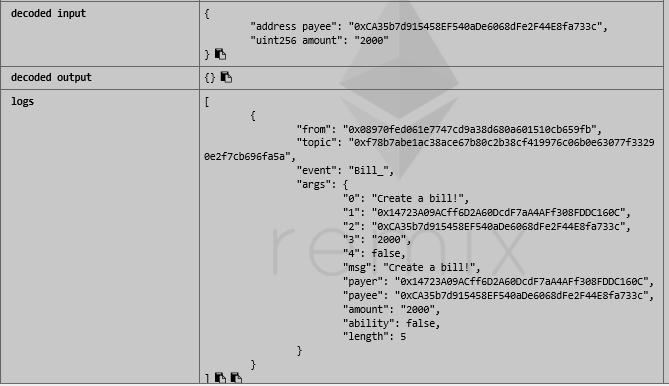 decoded input
{
"address payee": "0xCA35b7d915458EF540aDe6068dFe2F44E8fa733c",
"uint256 amount": "2000"
}
decoded output
{}
logs
[
{
"from": "0x08970fed061e7747cd9a38d680a601510cb659fb",
"topic": "0xf78b7abe1ac38ace67b80c2b38cf419976c06b0e63077f3329
0e2f7cb696fa5a",
"event": "Bill_",
"args": {
"0": "Create a bill!",
"1": "0x14723A09ACff6D2A60DcdF7aA4AFf308FDDC160C",
"2": "0xCA35b7d915458EF540aDe6068dFe2F44E8fa733c",
"3": "2000",
"4": false,
"msg": "Create a bill!",
"payer": "0x14723A09ACff6D2A60DcdF7aA4AFf308FDDC160C",
"payee": "0xCA35b7d915458EF540aDe6068dFe2F44E8fa733c",
"amount": "2000",
"ability": false,
"length": 5
}
}
]
remix